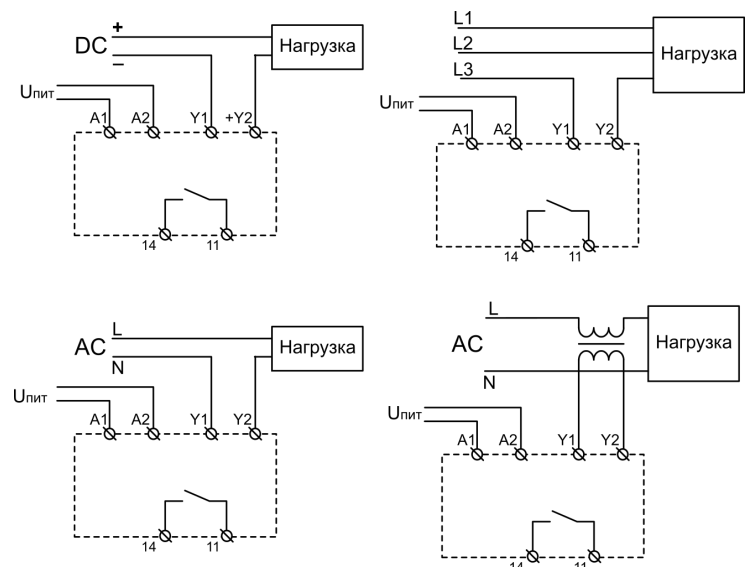 +
DC
–
Нагрузка
Uпит
A1 A2 Y1 +Y2
14 11
L1
L2
L3
Нагрузка
Uпит
A1 A2 Y1 Y2
14 11
AC
L
N
Нагрузка
Uпит
A1 A2 Y1 Y2
14 11
L
AC
N
Нагрузка
Uпит
A1 A2 Y1 Y2
14 11